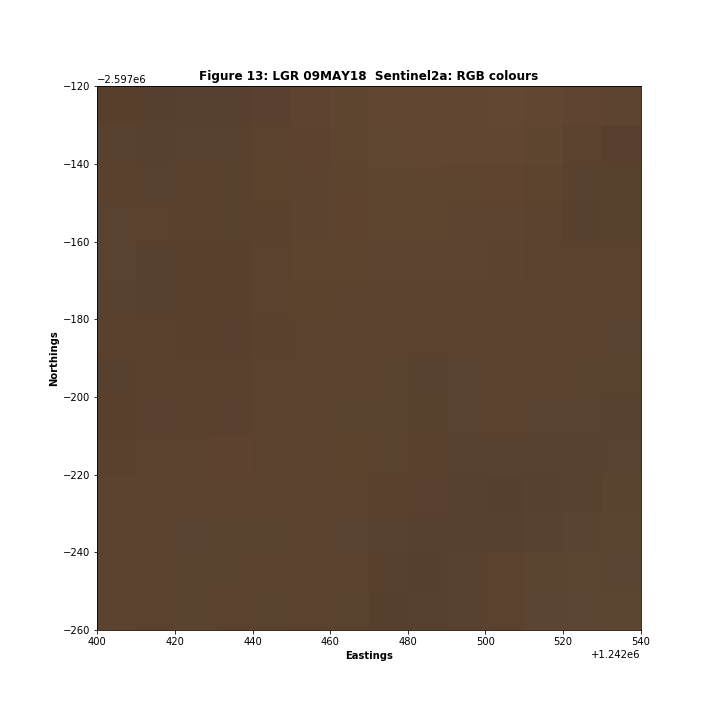 Figure 13: LGR 09MAY18  Sentinel2a: RGB colours
−2.597e6
−120
−140
−160
−180
−200
−220
−240
−260
Northings
400 420 440 460 480 500 520 540
Eastings
+1.242e6